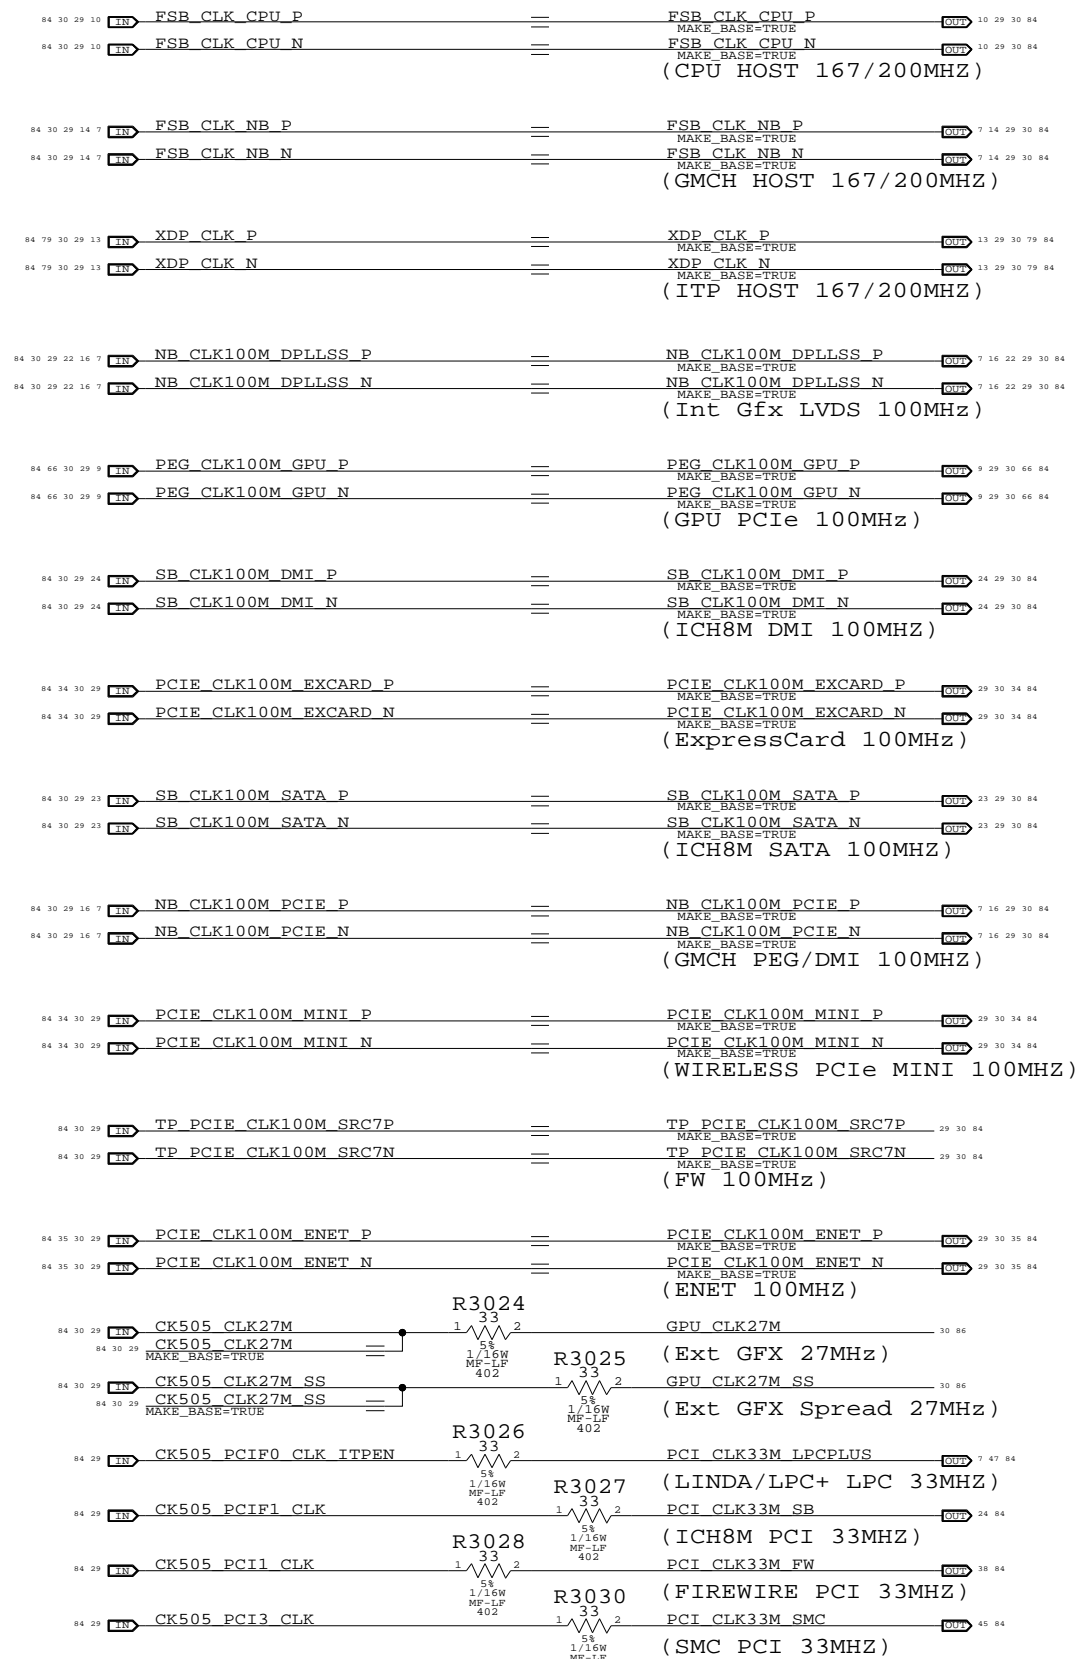 84 30 29 10 IN FSB_CLK_CPU_P = FSB_CLK_CPU_P OUT 10 29 30 84
MAKE_BASE=TRUE
84 30 29 10 IN FSB_CLK_CPU_N = FSB_CLK_CPU_N OUT 10 29 30 84
MAKE_BASE=TRUE
(CPU HOST 167/200MHZ)
84 30 29 14 7 IN FSB_CLK_NB_P = FSB_CLK_NB_P OUT 7 14 29 30 84
MAKE_BASE=TRUE
84 30 29 14 7 IN FSB_CLK_NB_N = FSB_CLK_NB_N OUT 7 14 29 30 84
MAKE_BASE=TRUE
(GMCH HOST 167/200MHZ)
84 79 30 29 13 IN XDP_CLK_P = XDP_CLK_P OUT 13 29 30 79 84
MAKE_BASE=TRUE
84 79 30 29 13 IN XDP_CLK_N = XDP_CLK_N OUT 13 29 30 79 84
MAKE_BASE=TRUE
(ITP HOST 167/200MHZ)
84 30 29 22 16 7 IN NB_CLK100M_DPLLSS_P = NB_CLK100M_DPLLSS_P OUT 7 16 22 29 30 84
MAKE_BASE=TRUE
84 30 29 22 16 7 IN NB_CLK100M_DPLLSS_N = NB_CLK100M_DPLLSS_N OUT 7 16 22 29 30 84
MAKE_BASE=TRUE
(Int Gfx LVDS 100MHz)
84 66 30 29 9 IN PEG_CLK100M_GPU_P = PEG_CLK100M_GPU_P OUT 9 29 30 66 84
MAKE_BASE=TRUE
84 66 30 29 9 IN PEG_CLK100M_GPU_N = PEG_CLK100M_GPU_N OUT 9 29 30 66 84
MAKE_BASE=TRUE
(GPU PCIe 100MHz)
84 30 29 24 IN SB_CLK100M_DMI_P = SB_CLK100M_DMI_P OUT 24 29 30 84
MAKE_BASE=TRUE
84 30 29 24 IN SB_CLK100M_DMI_N = SB_CLK100M_DMI_N OUT 24 29 30 84
MAKE_BASE=TRUE
(ICH8M DMI 100MHZ)
84 34 30 29 IN PCIE_CLK100M_EXCARD_P = PCIE_CLK100M_EXCARD_P OUT 29 30 34 84
MAKE_BASE=TRUE
84 34 30 29 IN PCIE_CLK100M_EXCARD_N = PCIE_CLK100M_EXCARD_N OUT 29 30 34 84
MAKE_BASE=TRUE
(ExpressCard 100MHz)
84 30 29 23 IN SB_CLK100M_SATA_P = SB_CLK100M_SATA_P OUT 23 29 30 84
MAKE_BASE=TRUE
84 30 29 23 IN SB_CLK100M_SATA_N = SB_CLK100M_SATA_N OUT 23 29 30 84
MAKE_BASE=TRUE
(ICH8M SATA 100MHZ)
84 30 29 16 7 IN NB_CLK100M_PCIE_P = NB_CLK100M_PCIE_P OUT 7 16 29 30 84
MAKE_BASE=TRUE
84 30 29 16 7 IN NB_CLK100M_PCIE_N = NB_CLK100M_PCIE_N OUT 7 16 29 30 84
MAKE_BASE=TRUE
(GMCH PEG/DMI 100MHZ)
84 34 30 29 IN PCIE_CLK100M_MINI_P = PCIE_CLK100M_MINI_P OUT 29 30 34 84
MAKE_BASE=TRUE
84 34 30 29 IN PCIE_CLK100M_MINI_N = PCIE_CLK100M_MINI_N OUT 29 30 34 84
MAKE_BASE=TRUE
(WIRELESS PCIe MINI 100MHZ)
84 30 29 IN TP_PCIE_CLK100M_SRC7P = TP_PCIE_CLK100M_SRC7P 29 30 84
MAKE_BASE=TRUE
84 30 29 IN TP_PCIE_CLK100M_SRC7N = TP_PCIE_CLK100M_SRC7N 29 30 84
MAKE_BASE=TRUE
(FW 100MHz)
84 35 30 29 IN PCIE_CLK100M_ENET_P = PCIE_CLK100M_ENET_P OUT 29 30 35 84
MAKE_BASE=TRUE
84 35 30 29 IN PCIE_CLK100M_ENET_N = PCIE_CLK100M_ENET_N OUT 29 30 35 84
MAKE_BASE=TRUE
(ENET 100MHZ)
R3024
33
84 30 29 IN CK505_CLK27M 1 2 GPU_CLK27M 30 86
84 30 29 CK505_CLK27M =
MAKE_BASE=TRUE
5%
1/16W
MF-LF
402
(Ext GFX 27MHz)
R3025
33
84 30 29 IN CK505_CLK27M_SS 1 2 GPU_CLK27M_SS 30 86
84 30 29 CK505_CLK27M_SS =
MAKE_BASE=TRUE
5%
1/16W
MF-LF
402
(Ext GFX Spread 27MHz)
R3026
33
84 29 IN CK505_PCIF0_CLK_ITPEN 1 2 PCI_CLK33M_LPCPLUS OUT 7 47 84
5%
1/16W
MF-LF
402
(LINDA/LPC+ LPC 33MHZ)
R3027
33
84 29 IN CK505_PCIF1_CLK 1 2 PCI_CLK33M_SB OUT 24 84
5%
1/16W
MF-LF
402
(ICH8M PCI 33MHZ)
R3028
33
84 29 IN CK505_PCI1_CLK 1 2 PCI_CLK33M_FW OUT 38 84
5%
1/16W
MF-LF
402
(FIREWIRE PCI 33MHZ)
R3030
33
84 29 IN CK505_PCI3_CLK 1 2 PCI_CLK33M_SMC OUT 45 84
5%
1/16W
MF-LF
(SMC PCI 33MHZ)